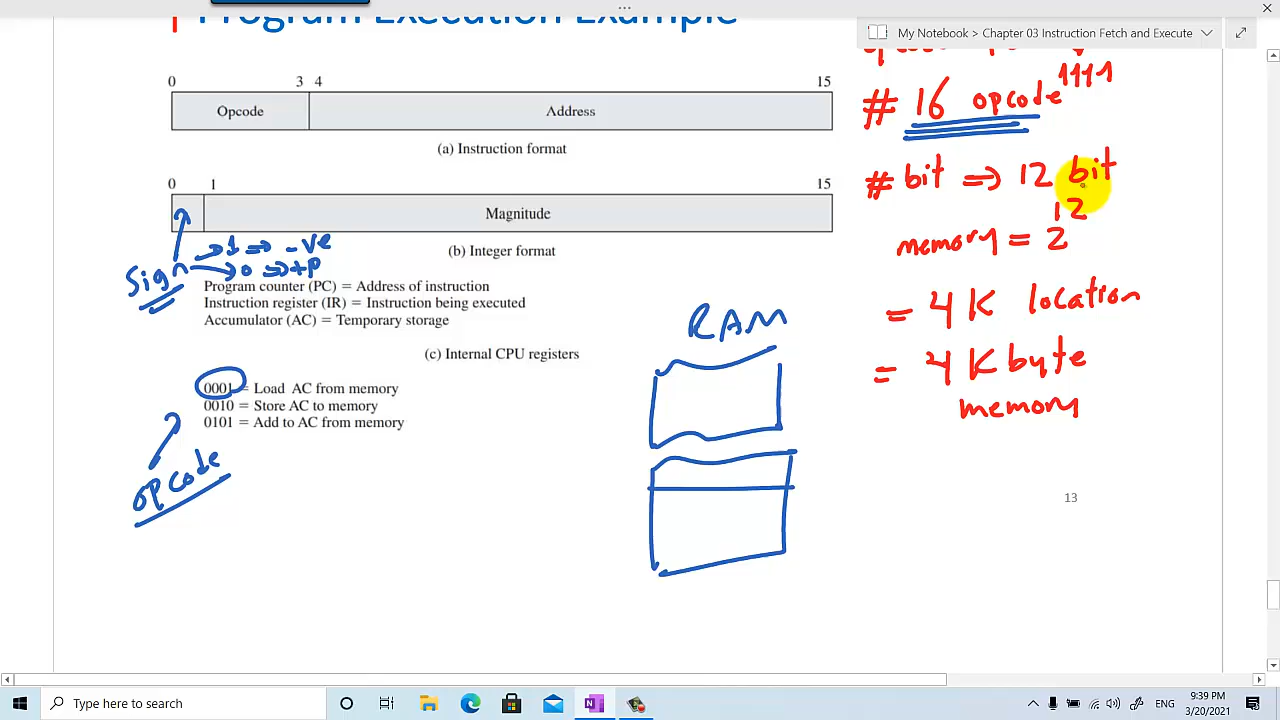 Program Execution Example
My Notebook > Chapter 03 Instruction Fetch and Execute
0 3 4 15
Opcode Address
(a) Instruction format
0 1 15
Magnitude
(b) Integer format
Sign → 1 ⇒ -ve
→ 0 ⇒ +P
Program counter (PC) = Address of instruction
Instruction register (IR) = Instruction being executed
Accumulator (AC) = Temporary storage
(c) Internal CPU registers
0001 = Load AC from memory
0010 = Store AC to memory
0101 = Add to AC from memory
opcode
RAM
1111
# 16 opcode
# bit ⇒ 12 bit
memory = 2^12
= 4K location
= 4K byte
memory
13
Type here to search
ENG
9:39 PM
3/20/2021